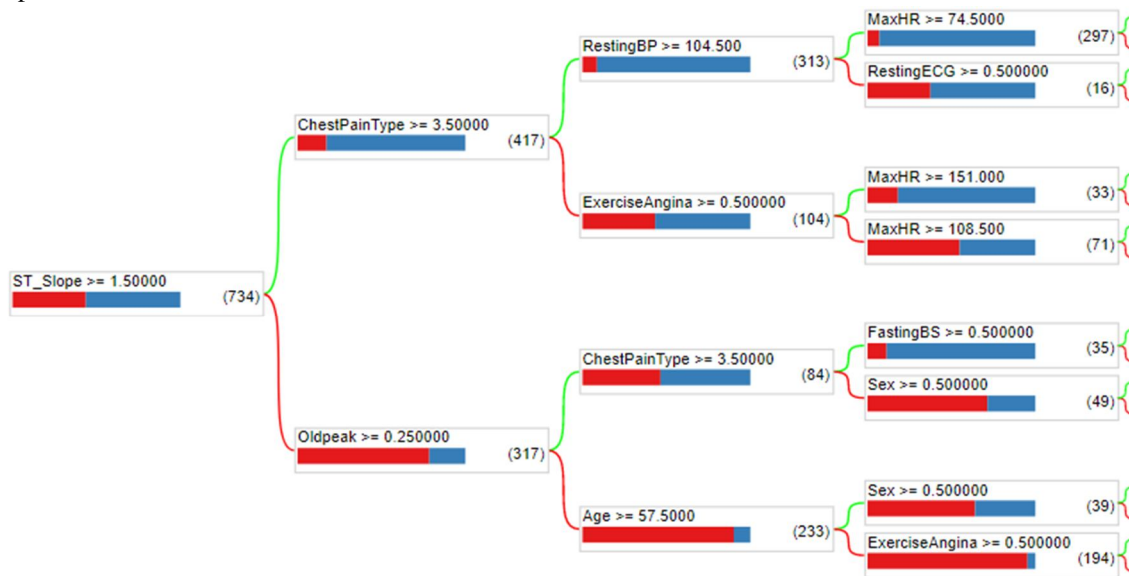 MaxHR >= 74.5000
(297)
RestingBP >= 104.500
(313)
RestingECG >= 0.500000
(16)
ChestPainType >= 3.50000
(417)
MaxHR >= 151.000
(33)
ExerciseAngina >= 0.500000
(104)
MaxHR >= 108.500
(71)
ST_Slope >= 1.50000
(734)
FastingBS >= 0.500000
(35)
ChestPainType >= 3.50000
(84)
Sex >= 0.500000
(49)
Oldpeak >= 0.250000
(317)
Sex >= 0.500000
(39)
Age >= 57.5000
(233)
ExerciseAngina >= 0.500000
(194)